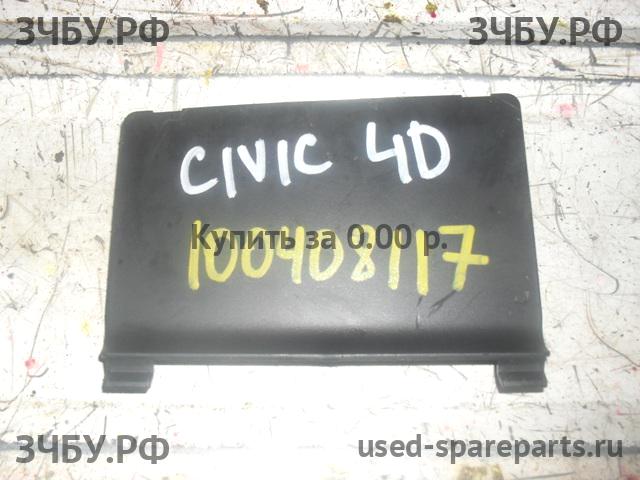 ЗЧБУ.РФ ЗЧБУ.РФ
CIVIC 4D
Купить за 0.00 р.
100408117
ЗЧБУ.РФ used-spareparts.ru